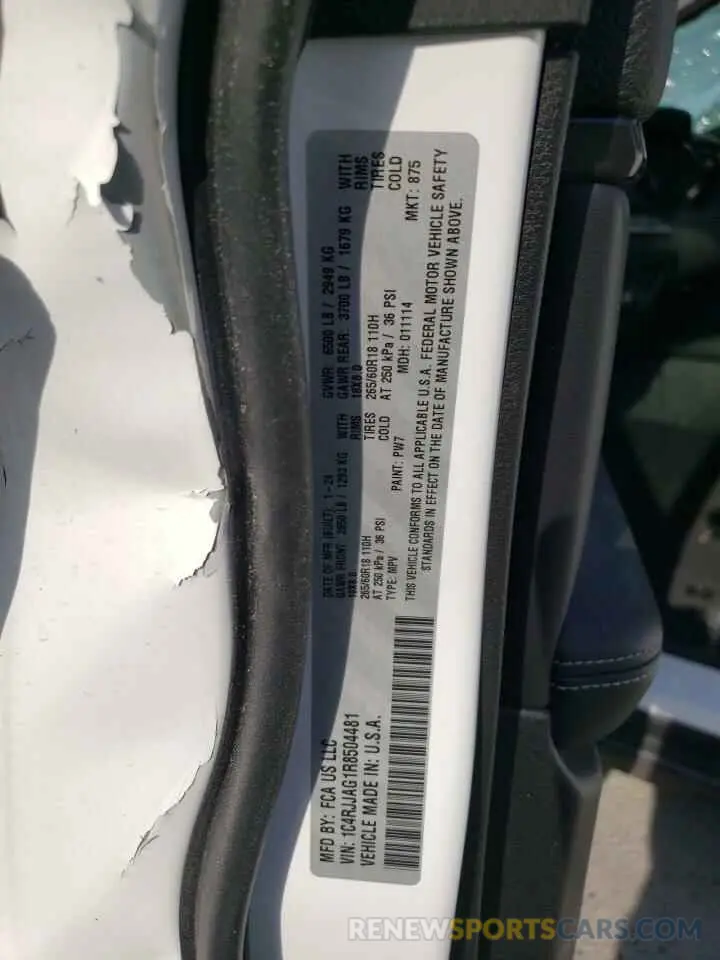 MFD BY: FCA US LLC
DATE OF MFR (BUILT): 1-24
GVWR: 6500 LB / 2949 KG
GAWR FRONT: 2850 LB / 1293 KG WITH
GAWR REAR: 3700 LB / 1679 KG WITH
18X8.0 RIMS
18X8.0 RIMS
265/60R18 110H TIRES
265/60R18 110H TIRES
AT 250 kPa / 36 PSI COLD
AT 250 kPa / 36 PSI COLD
VIN: 1C4RJJAG1R8504481
TYPE: MPV
PAINT: PW7
MDH: 011114
MKT: 875
VEHICLE MADE IN: U.S.A.
THIS VEHICLE CONFORMS TO ALL APPLICABLE U.S.A. FEDERAL MOTOR VEHICLE SAFETY
STANDARDS IN EFFECT ON THE DATE OF MANUFACTURE SHOWN ABOVE.
RENEWSPORTSCARS.COM